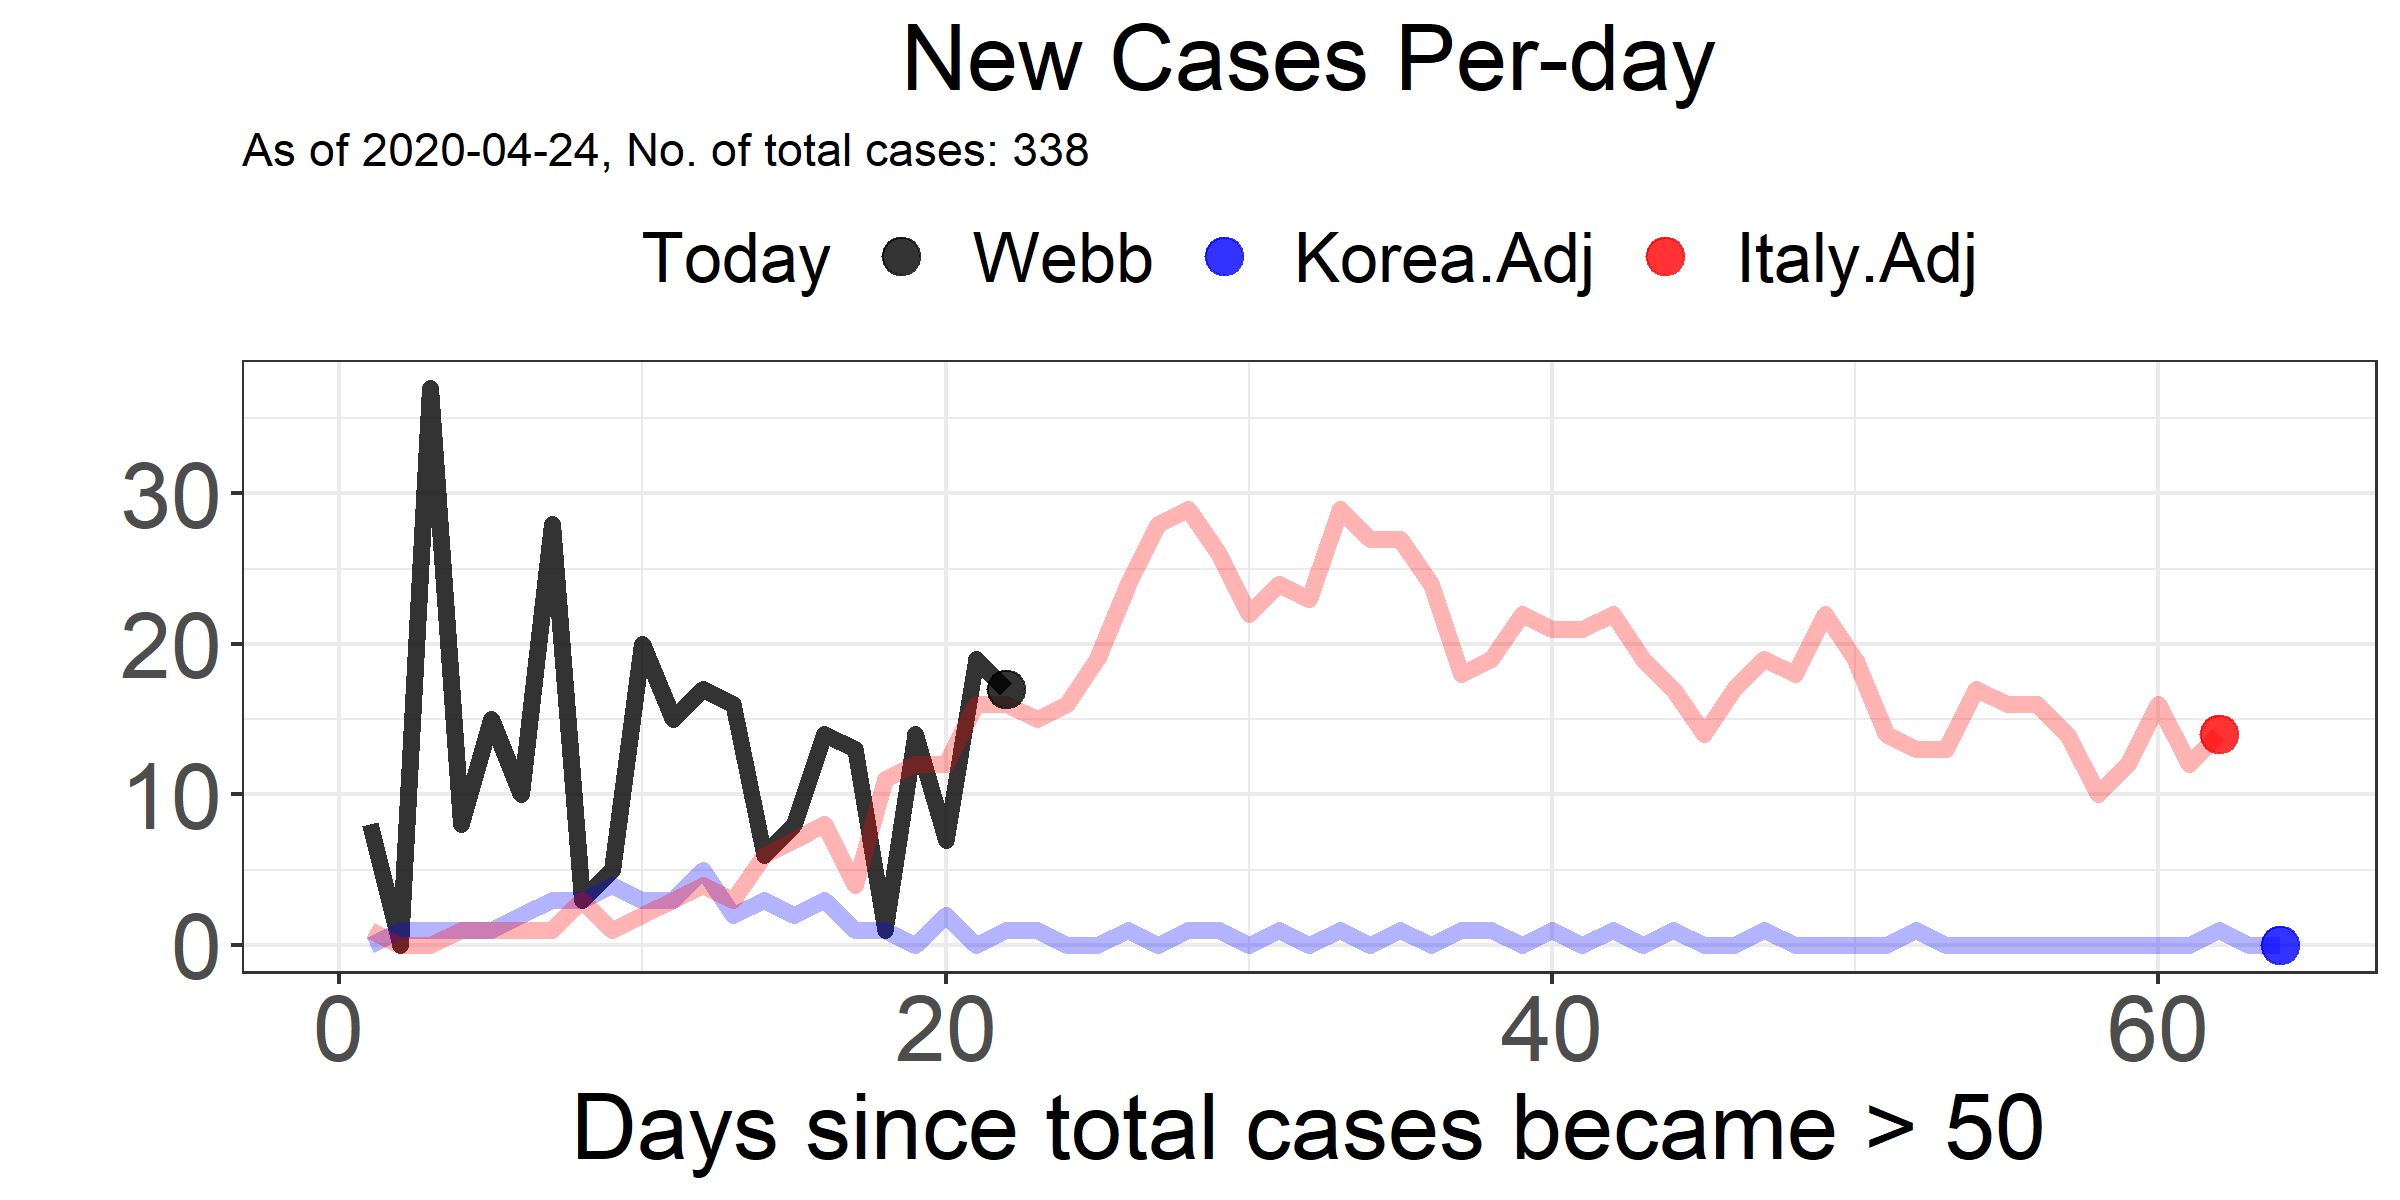 New Cases Per-day
As of 2020-04-24, No. of total cases: 338
Today Webb Korea.Adj Italy.Adj
30
20
10
0
0 20 40 60
Days since total cases became > 50